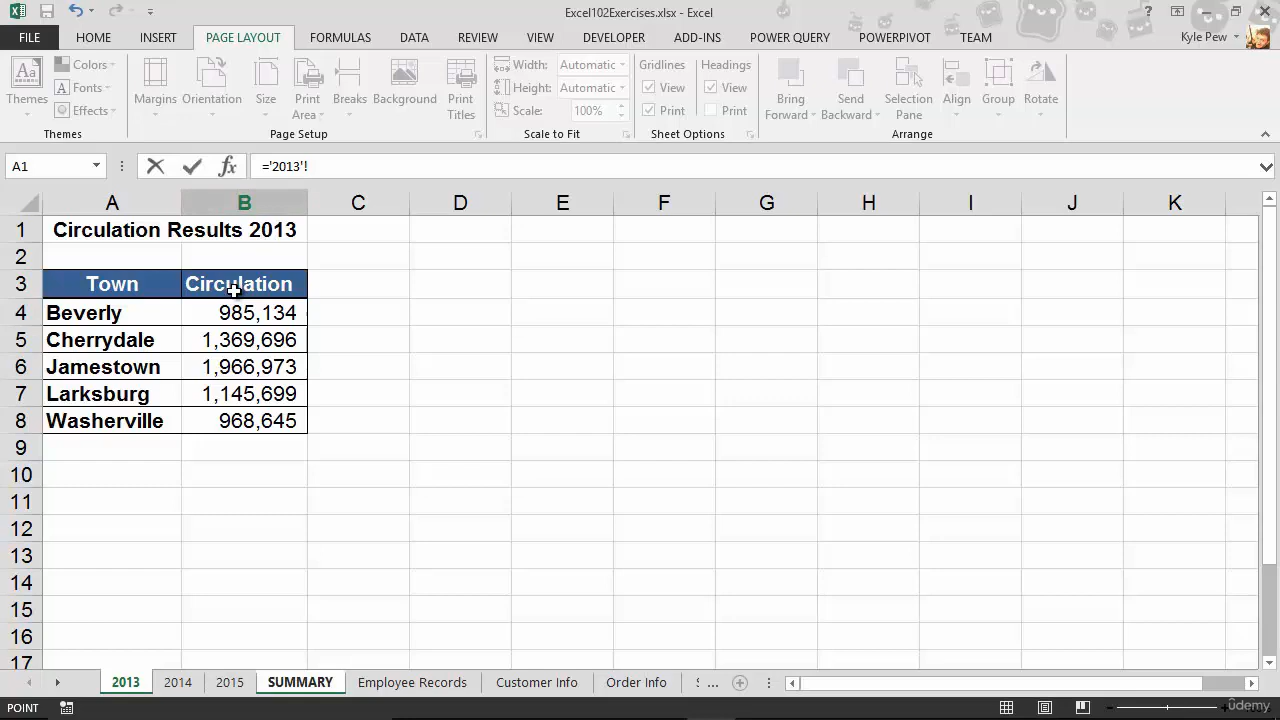 Excel102Exercises.xlsx - Excel
FILE HOME INSERT PAGE LAYOUT FORMULAS DATA REVIEW VIEW DEVELOPER ADD-INS POWER QUERY POWERPIVOT TEAM Kyle Pew
Themes
Colors
Fonts
Effects
Themes
Margins
Orientation
Size
Print Area
Breaks
Background
Print Titles
Page Setup
Width: Automatic
Height: Automatic
Scale: 100%
Scale to Fit
Gridlines
View
Print
Headings
View
Print
Sheet Options
Bring Forward
Send Backward
Selection Pane
Align
Group
Rotate
Arrange
A1 fx ='2013'!
A B C D E F G H I J K
1 Circulation Results 2013
2
3 Town Circulation
4 Beverly 985,134
5 Cherrydale 1,369,696
6 Jamestown 1,966,973
7 Larksburg 1,145,699
8 Washerville 968,645
9
10
11
12
13
14
15
16
17
2013 2014 2015 SUMMARY Employee Records Customer Info Order Info ...
POINT
udemy